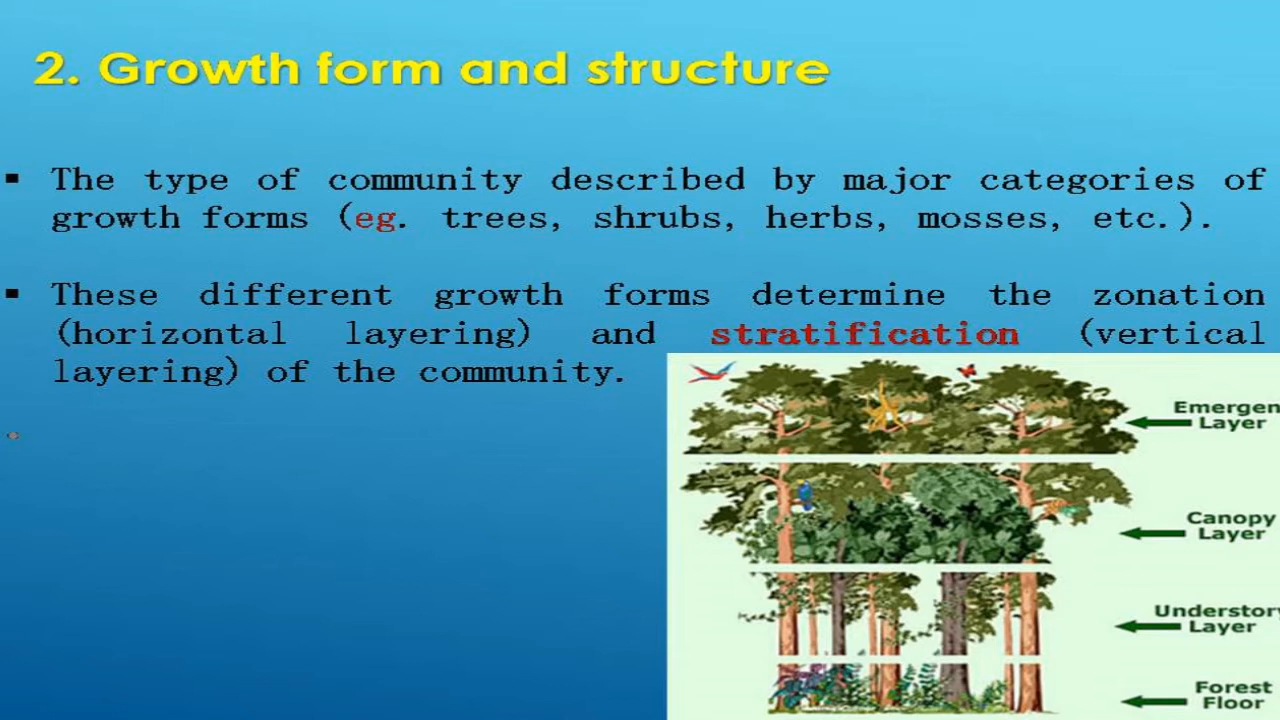 2. Growth form and structure
▪ The type of community described by major categories of
growth forms (eg. trees, shrubs, herbs, mosses, etc.).
▪ These different growth forms determine the zonation
(horizontal layering) and stratification (vertical
layering) of the community.
Emergen
Layer
Canopy
Layer
Understory
Layer
Forest
Floor